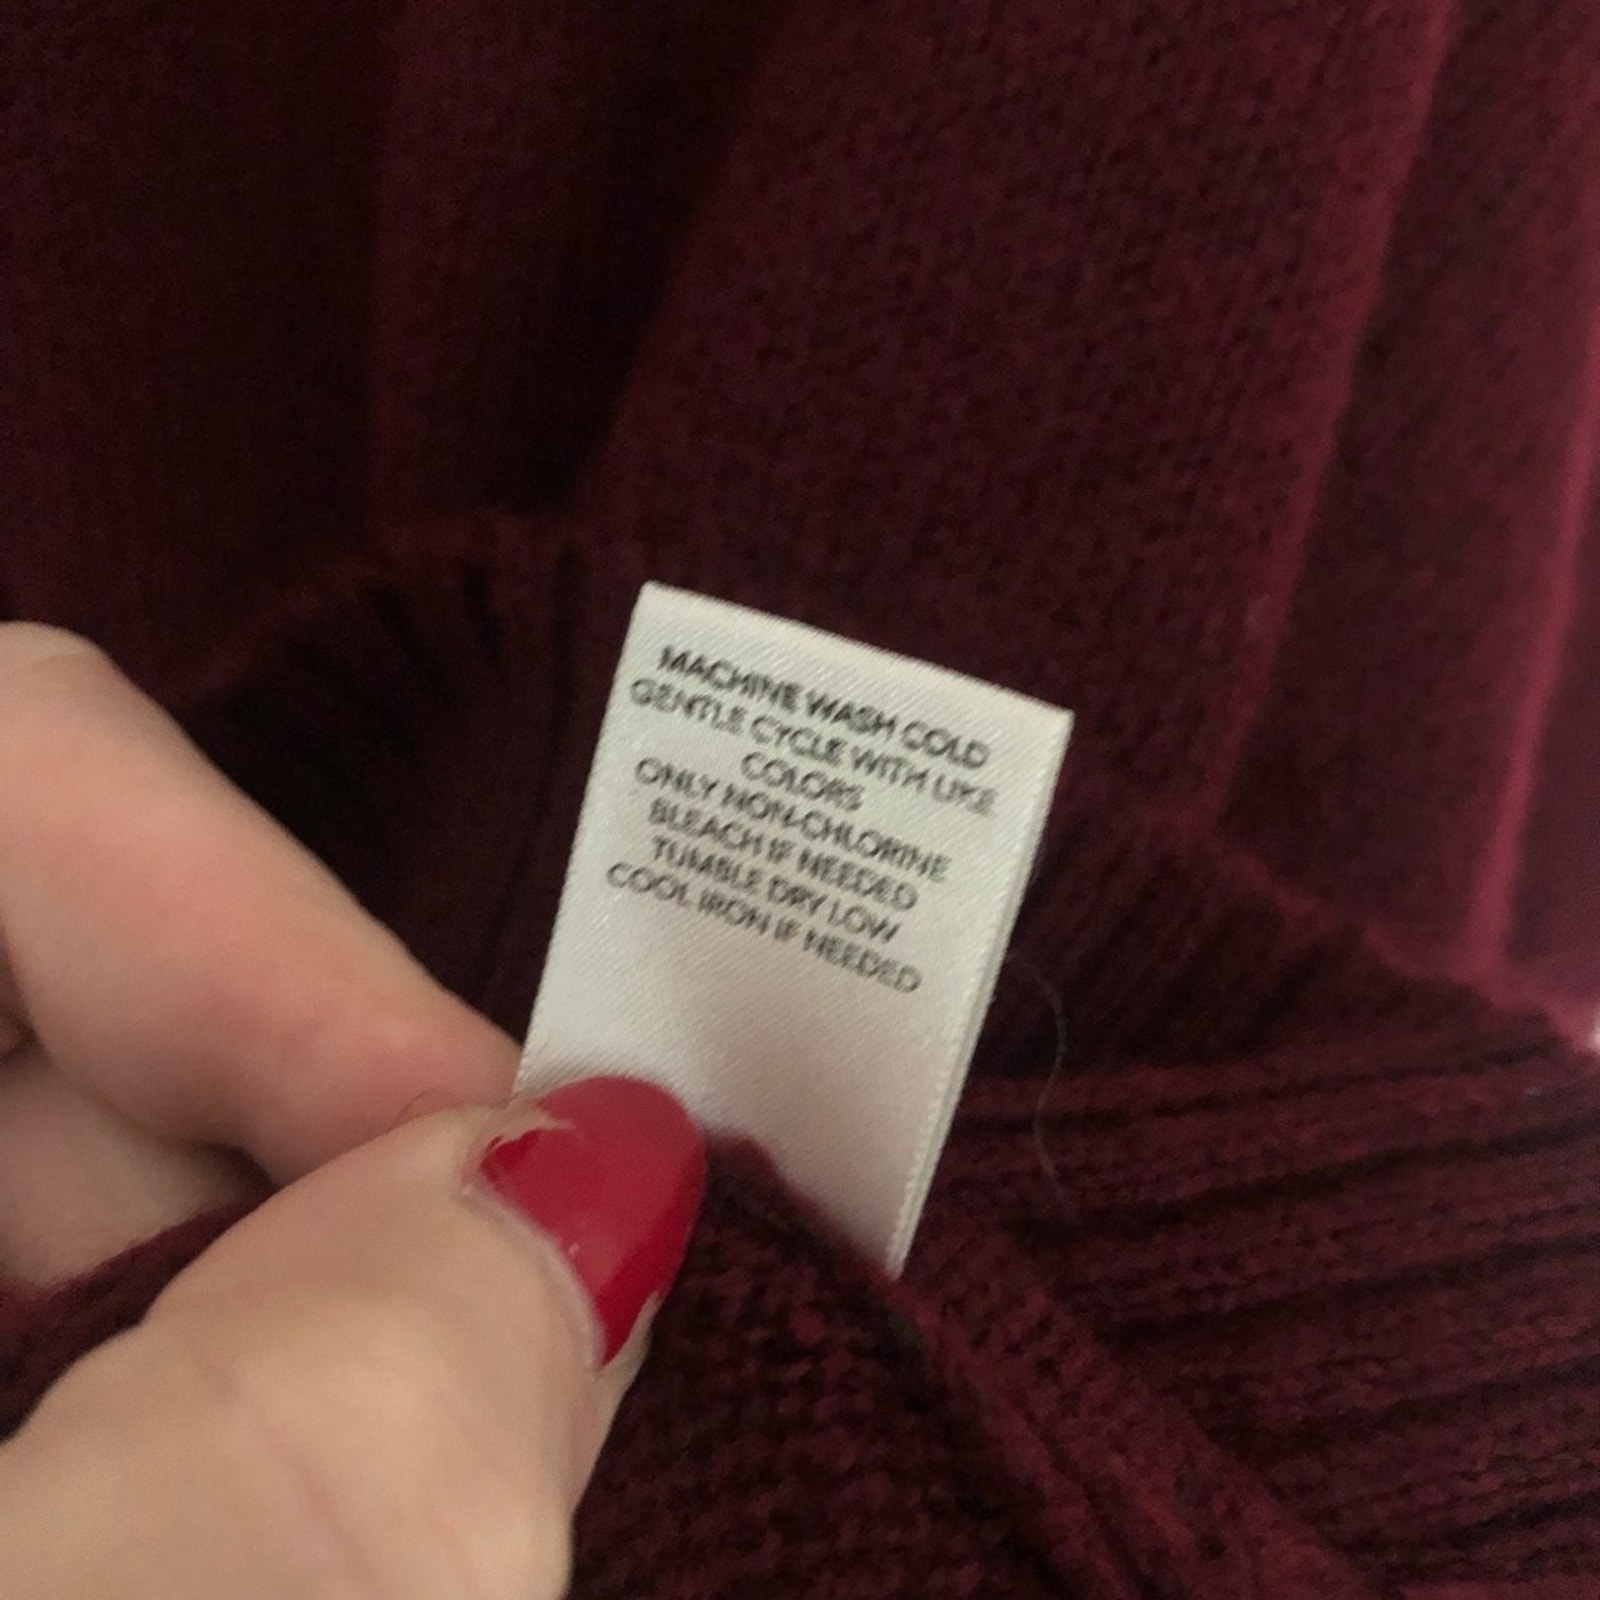 MACHINE WASH COLD
GENTLE CYCLE WITH LIKE
COLORS
ONLY NON-CHLORINE
BLEACH IF NEEDED
TUMBLE DRY LOW
COOL IRON IF NEEDED